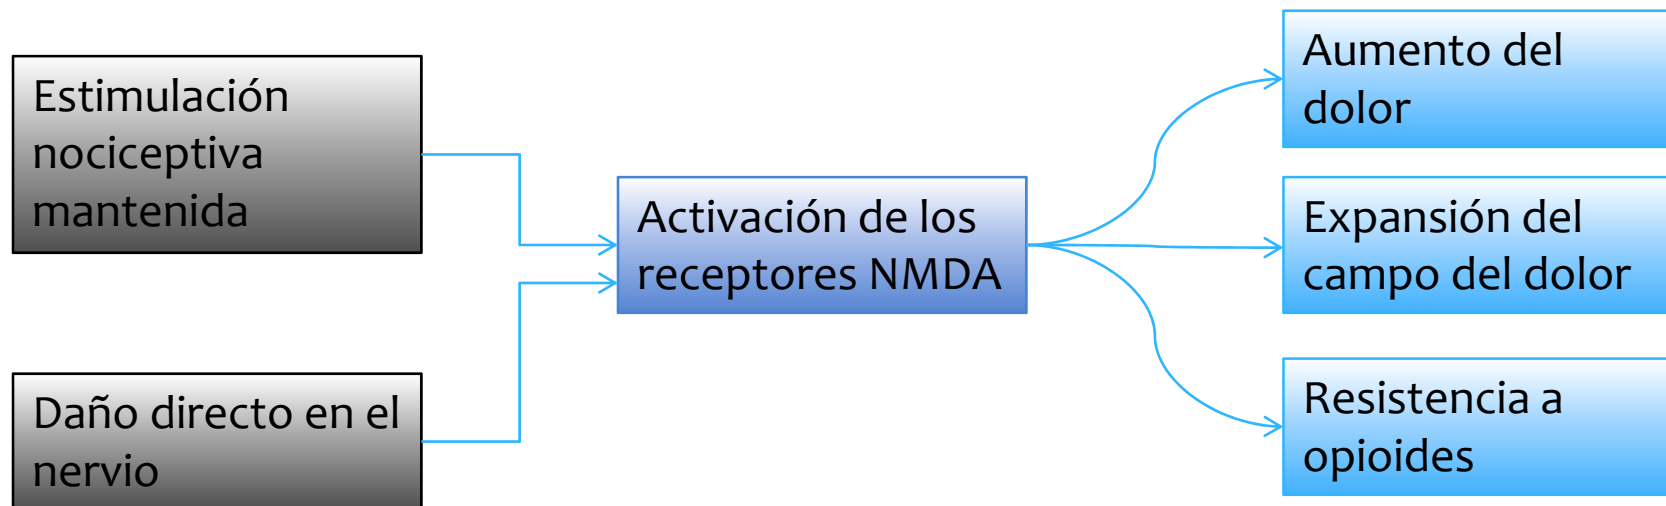 Estimulación
nociceptiva
mantenida
Daño directo en el
nervio
Activación de los
receptores NMDA
Aumento del
dolor
Expansión del
campo del dolor
Resistencia a
opioides